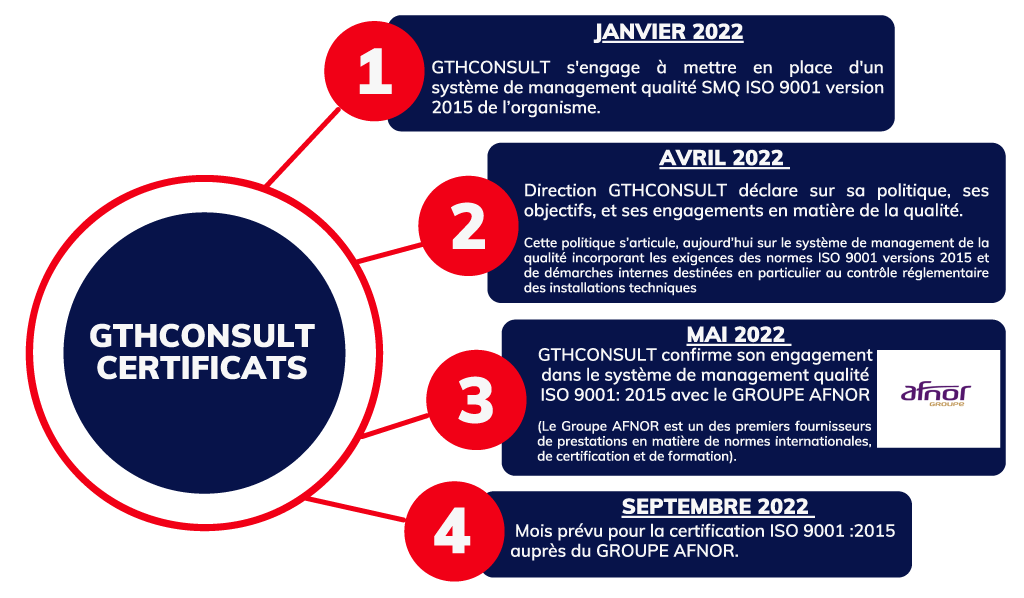 1
JANVIER 2022
GTHCONSULT s'engage à mettre en place d'un
système de management qualité SMQ ISO 9001 version
2015 de l’organisme.
2
AVRIL 2022
Direction GTHCONSULT déclare sur sa politique, ses
objectifs, et ses engagements en matière de la qualité.
Cette politique s’articule, aujourd’hui sur le système de management de la
qualité incorporant les exigences des normes ISO 9001 versions 2015 et
de démarches internes destinées en particulier au contrôle réglementaire
des installations techniques
GTHCONSULT
CERTIFICATS
3
MAI 2022
GTHCONSULT confirme son engagement
dans le système de management qualité
ISO 9001: 2015 avec le GROUPE AFNOR
(Le Groupe AFNOR est un des premiers fournisseurs
de prestations en matière de normes internationales,
de certification et de formation).
afnor
GROUPE
4
SEPTEMBRE 2022
Mois prévu pour la certification ISO 9001 :2015
auprès du GROUPE AFNOR.